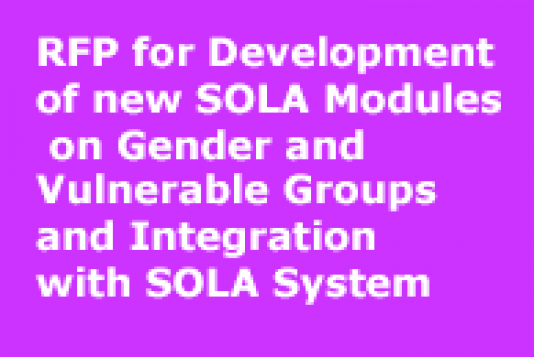 RFP for Development
of new SOLA Modules
on Gender and
Vulnerable Groups
and Integration
with SOLA System